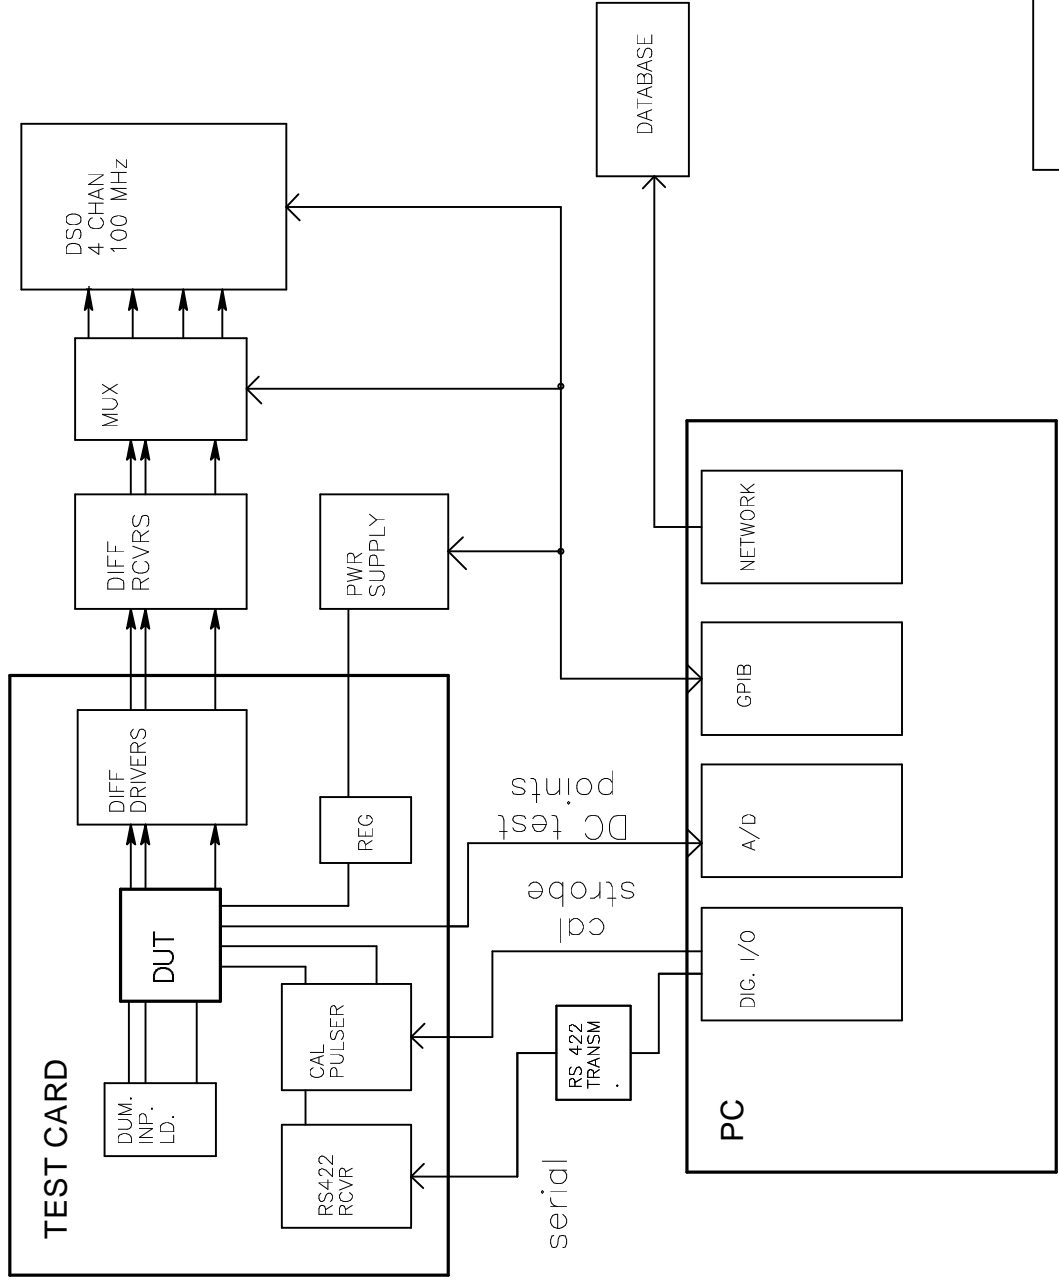 TEST CARD
DUM.
INP.
LD.
DUT
DIFF
DRIVERS
DIFF
RCVRS
MUX
DSO
4 CHAN
100 MHz
RS422
RCVR
CAL
PULSER
REG
PWR
SUPPLY
serial
RS 422
TRANSM
.
cal
strobe
DC test
points
DATABASE
PC
DIG. I/O
A/D
GPIB
NETWORK